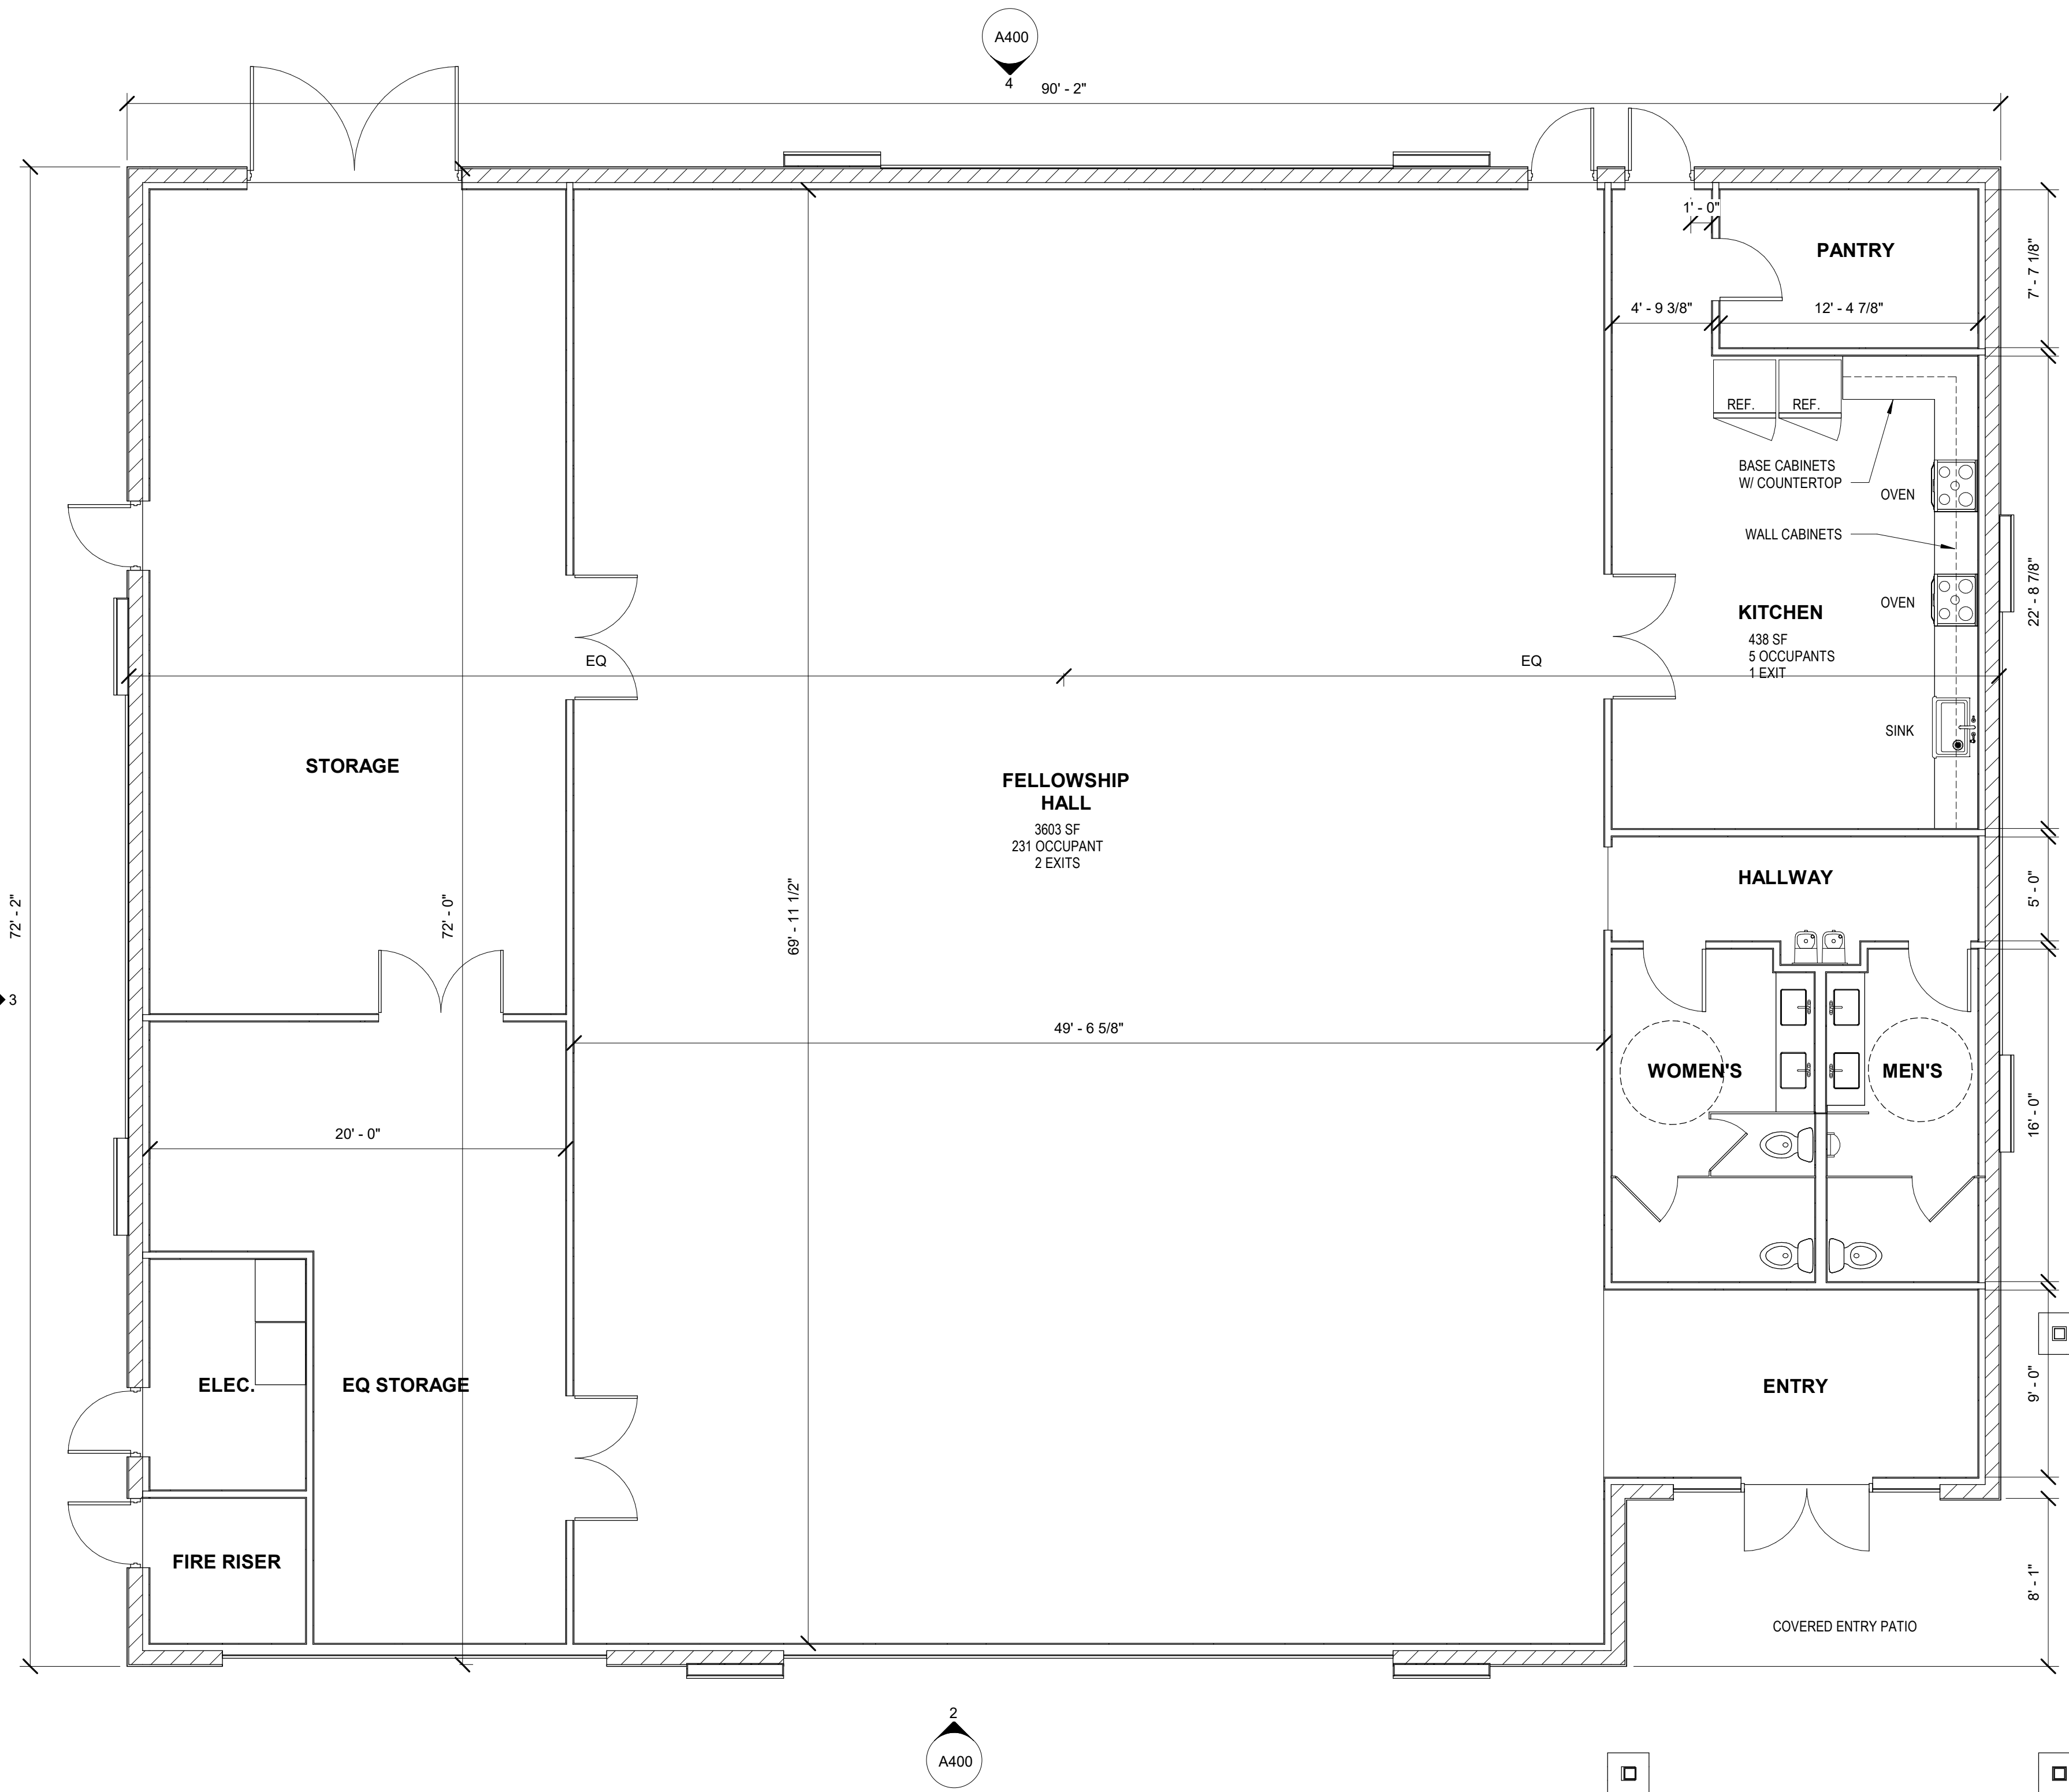 A400
4
90' - 2"
1' - 0"
PANTRY
7' - 7 1/8"
4' - 9 3/8"
12' - 4 7/8"
REF.
REF.
BASE CABINETS
W/ COUNTERTOP
OVEN
WALL CABINETS
OVEN
22' - 8 7/8"
KITCHEN
438 SF
5 OCCUPANTS
1 EXIT
EQ
EQ
SINK
STORAGE
FELLOWSHIP
HALL
3603 SF
231 OCCUPANT
2 EXITS
HALLWAY
5' - 0"
72' - 2"
72' - 0"
69' - 11 1/2"
3
49' - 6 5/8"
WOMEN'S
MEN'S
16' - 0"
20' - 0"
ELEC.
EQ STORAGE
ENTRY
9' - 0"
FIRE RISER
8' - 1"
COVERED ENTRY PATIO
2
A400